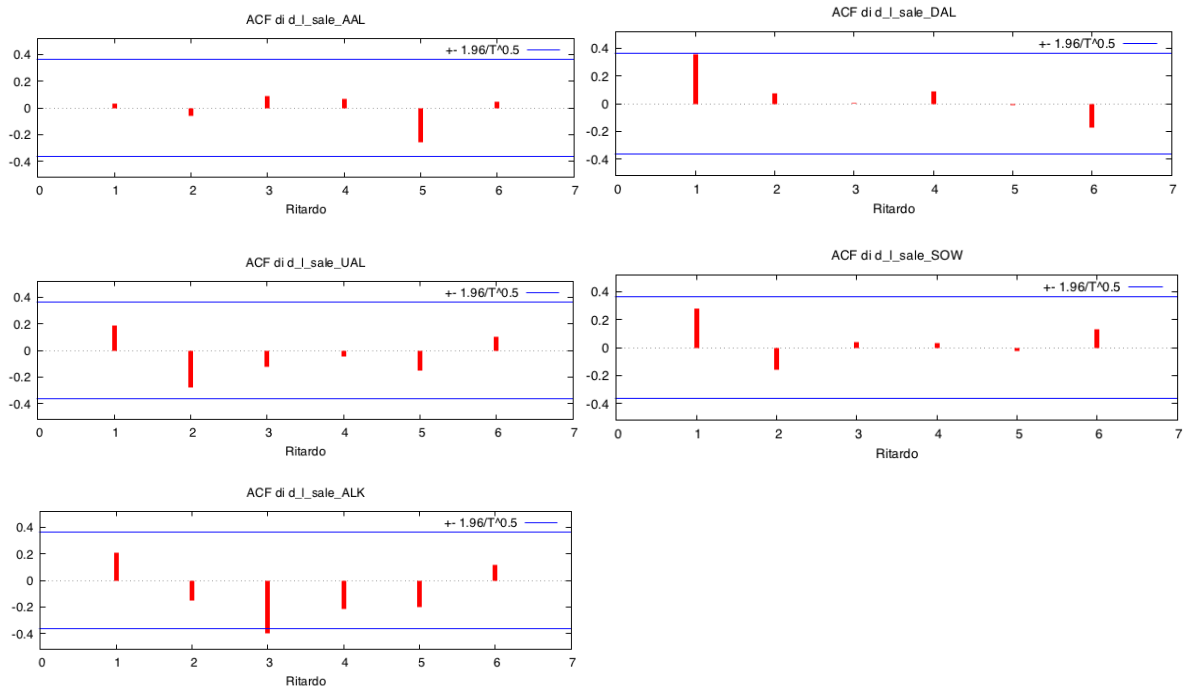 ACF di d_l_sale_AAL
+- 1.96/T^0.5
0.4
0.2
0
-0.2
-0.4
0 1 2 3 4 5 6 7
Ritardo
ACF di d_l_sale_DAL
+- 1.96/T^0.5
0.4
0.2
0
-0.2
-0.4
0 1 2 3 4 5 6 7
Ritardo
ACF di d_l_sale_UAL
+- 1.96/T^0.5
0.4
0.2
0
-0.2
-0.4
0 1 2 3 4 5 6 7
Ritardo
ACF di d_l_sale_SOW
+- 1.96/T^0.5
0.4
0.2
0
-0.2
-0.4
0 1 2 3 4 5 6 7
Ritardo
ACF di d_l_sale_ALK
+- 1.96/T^0.5
0.4
0.2
0
-0.2
-0.4
0 1 2 3 4 5 6 7
Ritardo